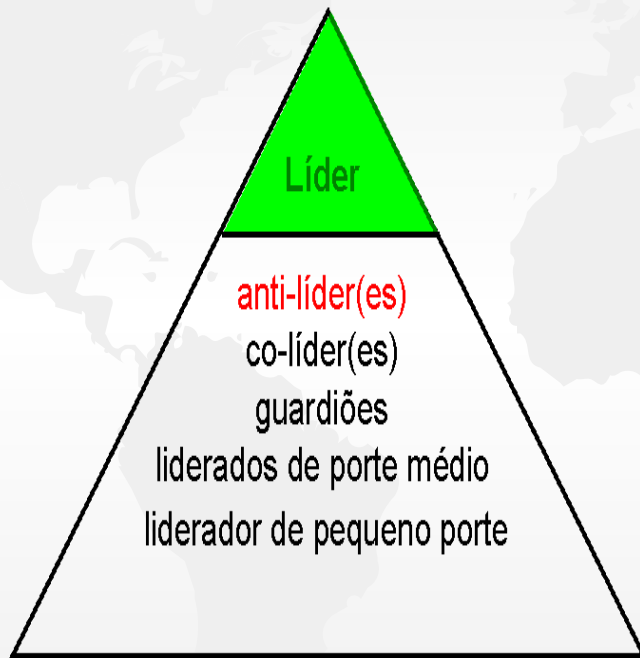 Líder
anti-líder(es)
co-líder(es)
guardiões
liderados de porte médio
liderador de pequeno porte